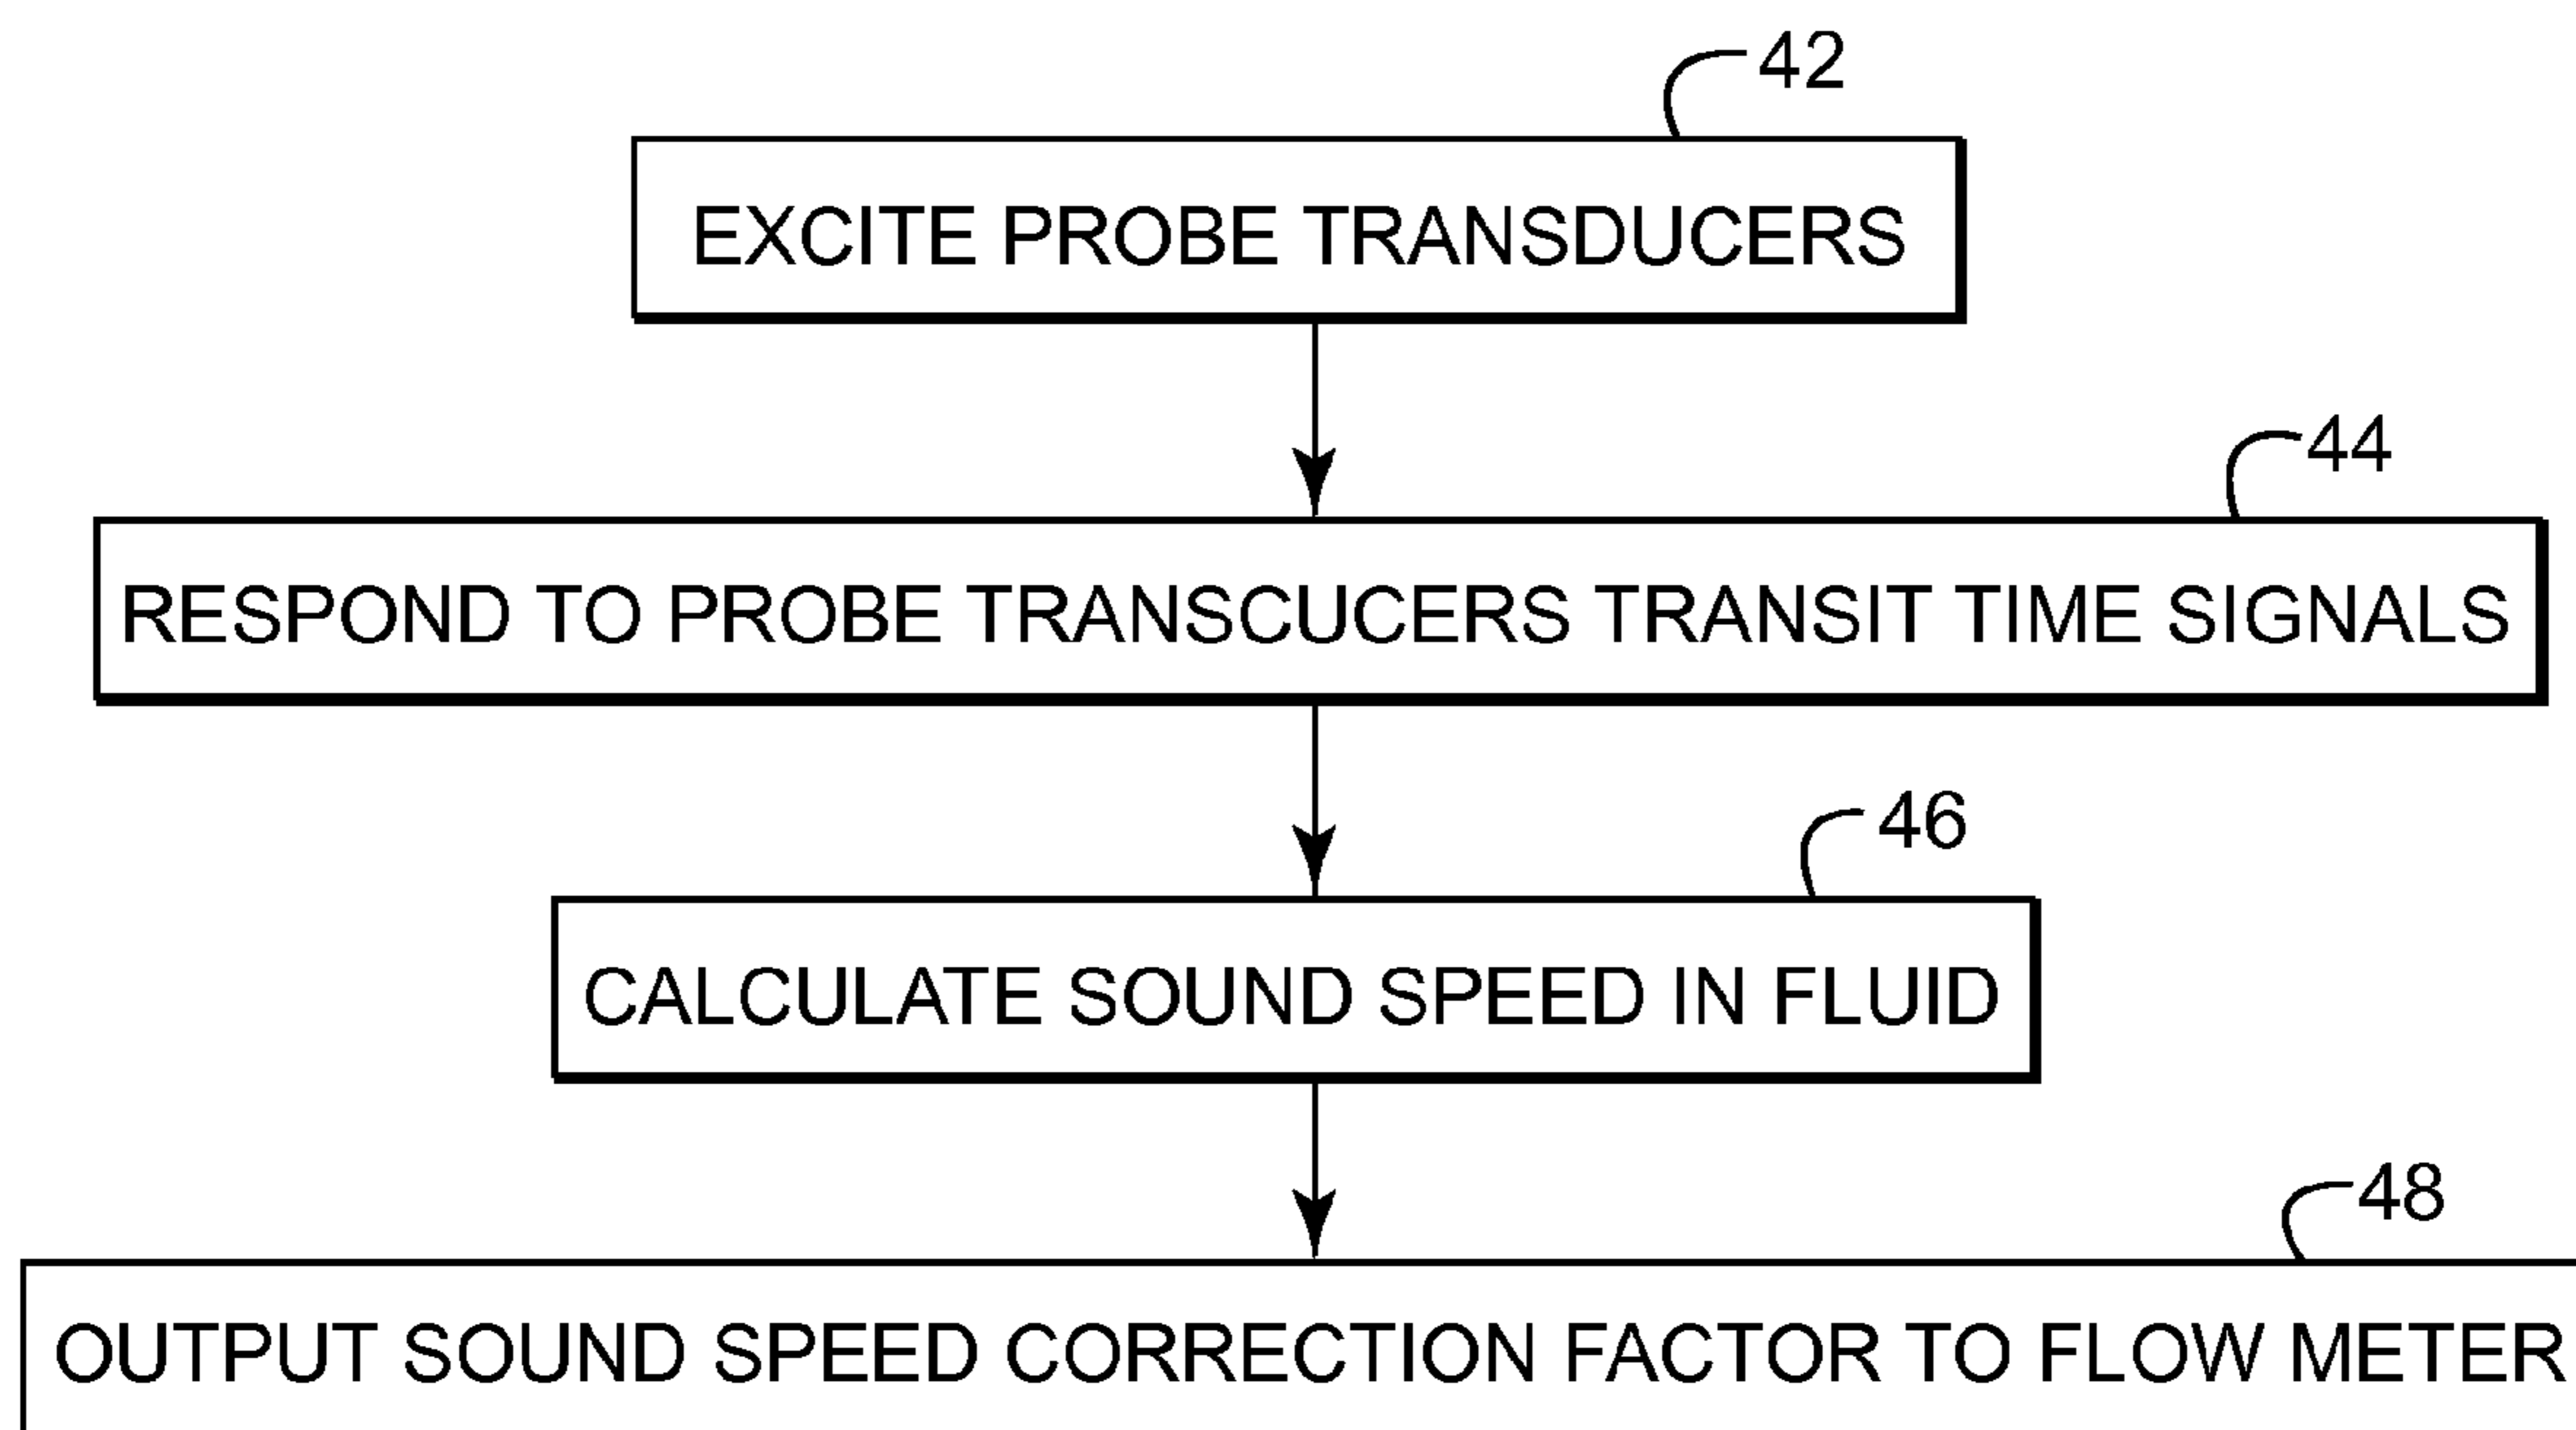 42
EXCITE PROBE TRANSDUCERS
44
RESPOND TO PROBE TRANSCUCERS TRANSIT TIME SIGNALS
46
CALCULATE SOUND SPEED IN FLUID
48
OUTPUT SOUND SPEED CORRECTION FACTOR TO FLOW METER